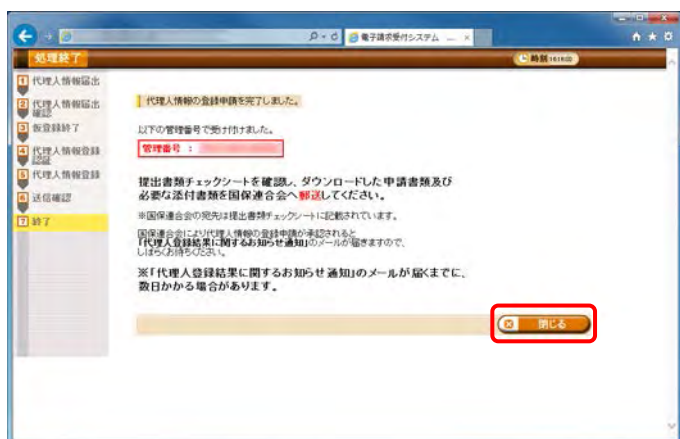 電子請求受付システム
処理終了
時刻
1 代理人情報届出
2 代理人情報届出
確認
3 仮登録終了
4 代理人情報登録
認証
5 代理人情報登録
6 送信確認
7 終了
代理人情報の登録申請を完了しました。
以下の管理番号で受け付けました。
管理番号 :
提出書類チェックシートを確認し、ダウンロードした申請書類及び
必要な添付書類を国保連合会へ郵送してください。
※国保連合会の宛先は提出書類チェックシートに記載されています。
国保連合会により代理人情報の登録申請が承認されると
「代理人登録結果に関するお知らせ通知」のメールが届きますので、
しばらくお待ちください。
※「代理人登録結果に関するお知らせ通知」のメールが届くまでに、
数日かかる場合があります。
閉じる